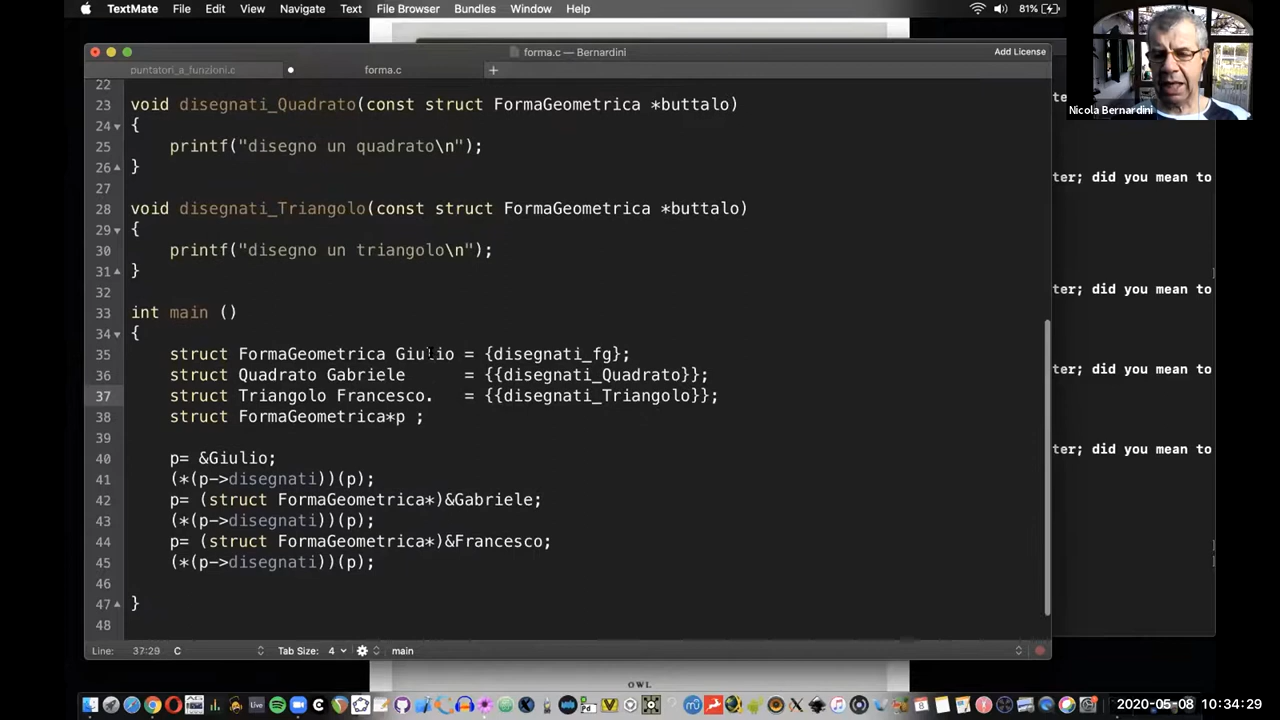 TextMate File Edit View Navigate Text File Browser Bundles Window Help 81%
forma.c — Bernardini Add License
puntatori_a_funzioni.c forma.c
Nicola Bernardini
22
23 void disegnati_Quadrato(const struct FormaGeometrica *buttalo)
24 {
25 printf("disegno un quadrato\n");
26 }
27
28 void disegnati_Triangolo(const struct FormaGeometrica *buttalo)
29 {
30 printf("disegno un triangolo\n");
31 }
32
33 int main ()
34 {
35 struct FormaGeometrica Giulio = {disegnati_fg};
36 struct Quadrato Gabriele = {{disegnati_Quadrato}};
37 struct Triangolo Francesco. = {{disegnati_Triangolo}};
38 struct FormaGeometrica*p ;
39
40 p= &Giulio;
41 (*(p->disegnati))(p);
42 p= (struct FormaGeometrica*)&Gabriele;
43 (*(p->disegnati))(p);
44 p= (struct FormaGeometrica*)&Francesco;
45 (*(p->disegnati))(p);
46
47 }
48
ter; did you mean to
ter; did you mean to
ter; did you mean to
Line: 37:29 C Tab Size: 4 main
OWL
2020-05-08 10:34:29